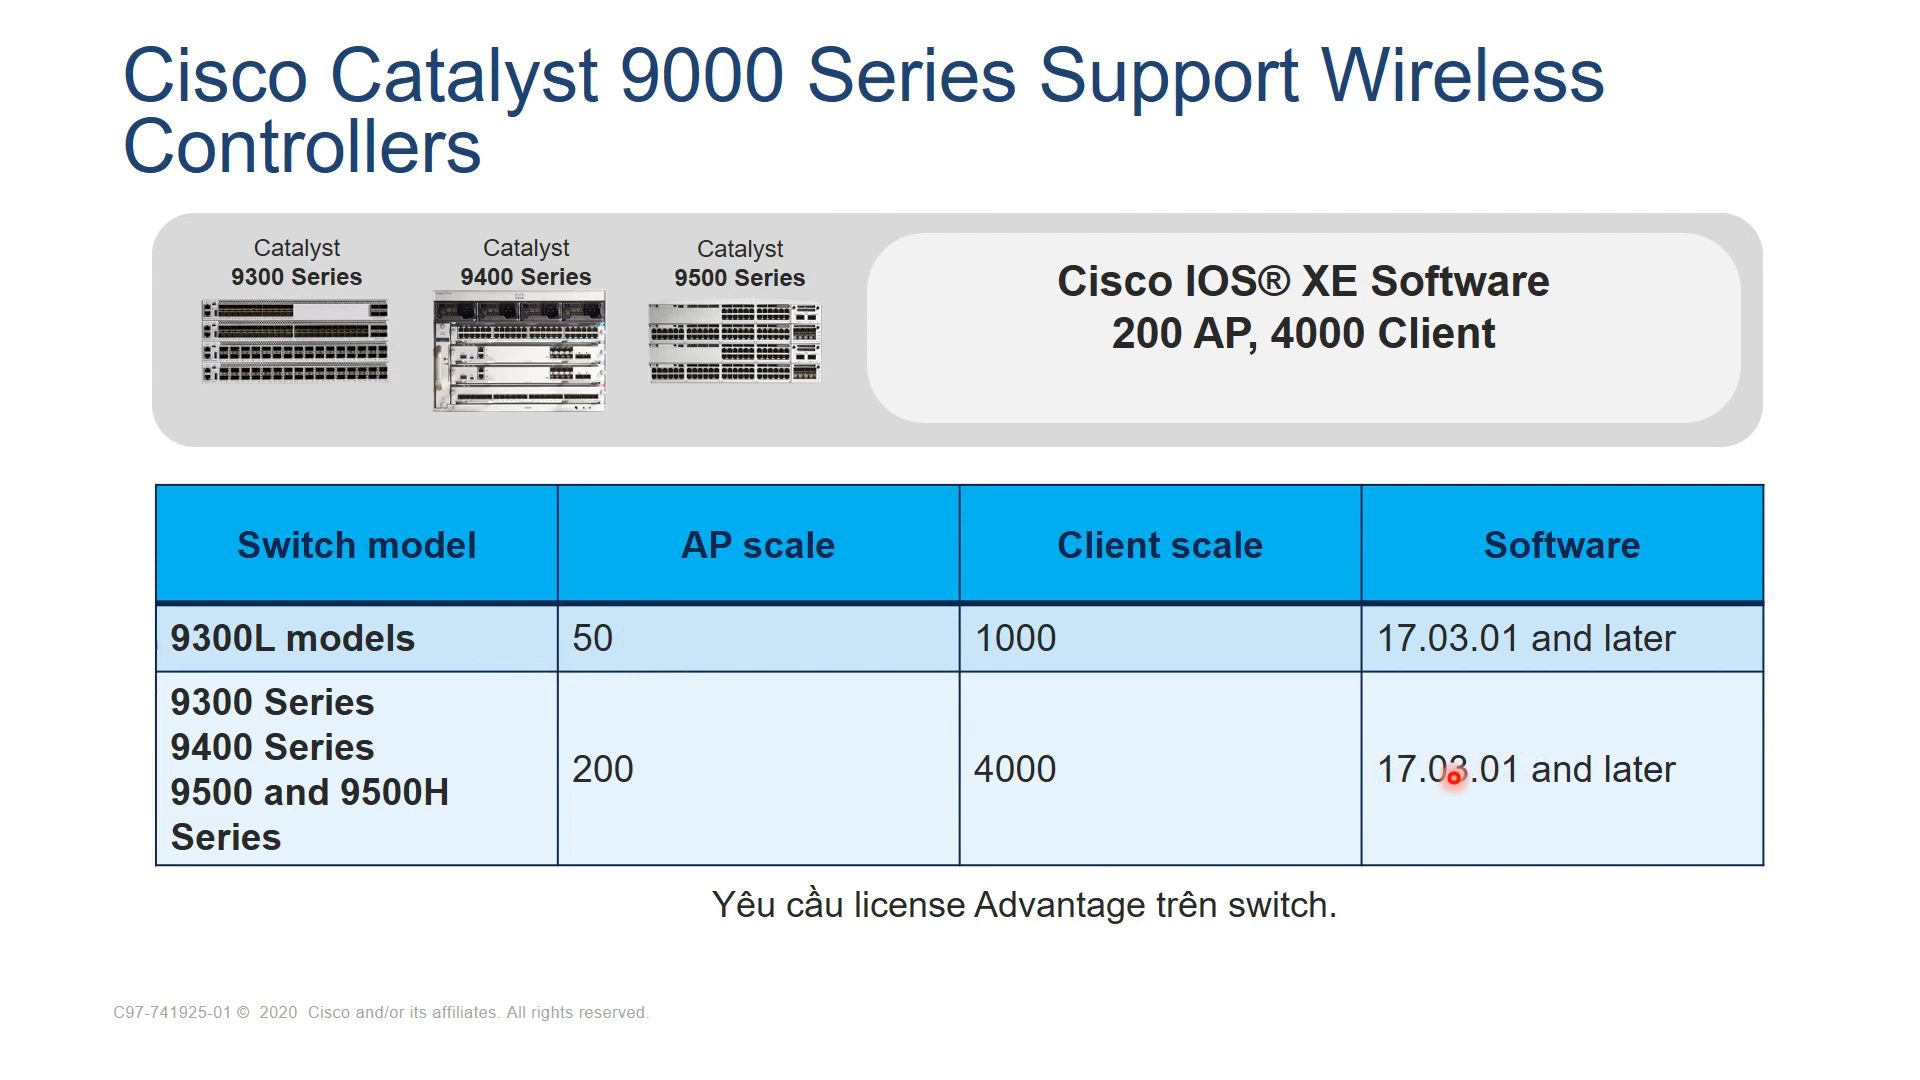 Cisco Catalyst 9000 Series Support Wireless
Controllers
Catalyst
9300 Series
Catalyst
9400 Series
Catalyst
9500 Series
Cisco IOS® XE Software
200 AP, 4000 Client
Switch model
AP scale
Client scale
Software
9300L models
50
1000
17.03.01 and later
9300 Series
9400 Series
9500 and 9500H
Series
200
4000
17.03.01 and later
Yêu cầu license Advantage trên switch.
C97-741925-01 © 2020 Cisco and/or its affiliates. All rights reserved.